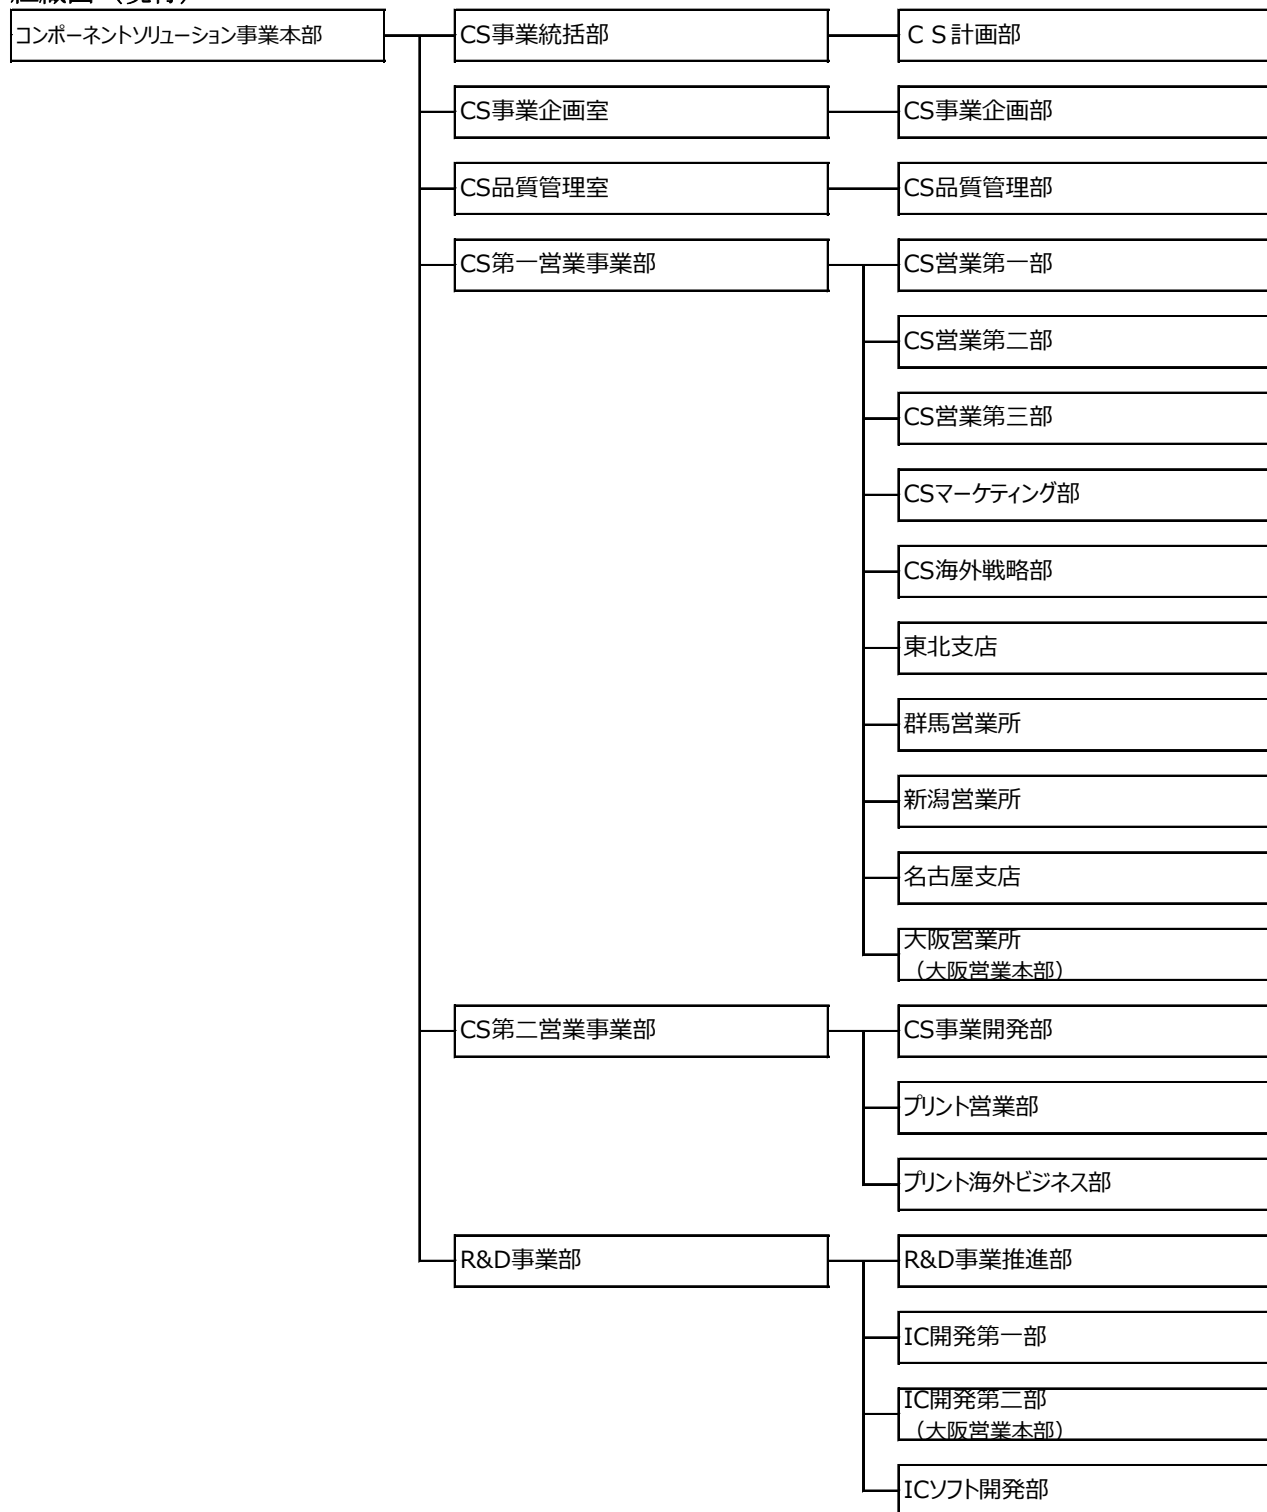 コンポーネントソリューション事業本部
CS事業統括部
ＣＳ計画部
CS事業企画室
CS事業企画部
CS品質管理室
CS品質管理部
CS第一営業事業部
CS営業第一部
CS営業第二部
CS営業第三部
CSマーケティング部
CS海外戦略部
東北支店
群馬営業所
新潟営業所
名古屋支店
大阪営業所
（大阪営業本部）
CS第二営業事業部
CS事業開発部
プリント営業部
プリント海外ビジネス部
R&D事業部
R&D事業推進部
IC開発第一部
IC開発第二部
（大阪営業本部）
ICソフト開発部